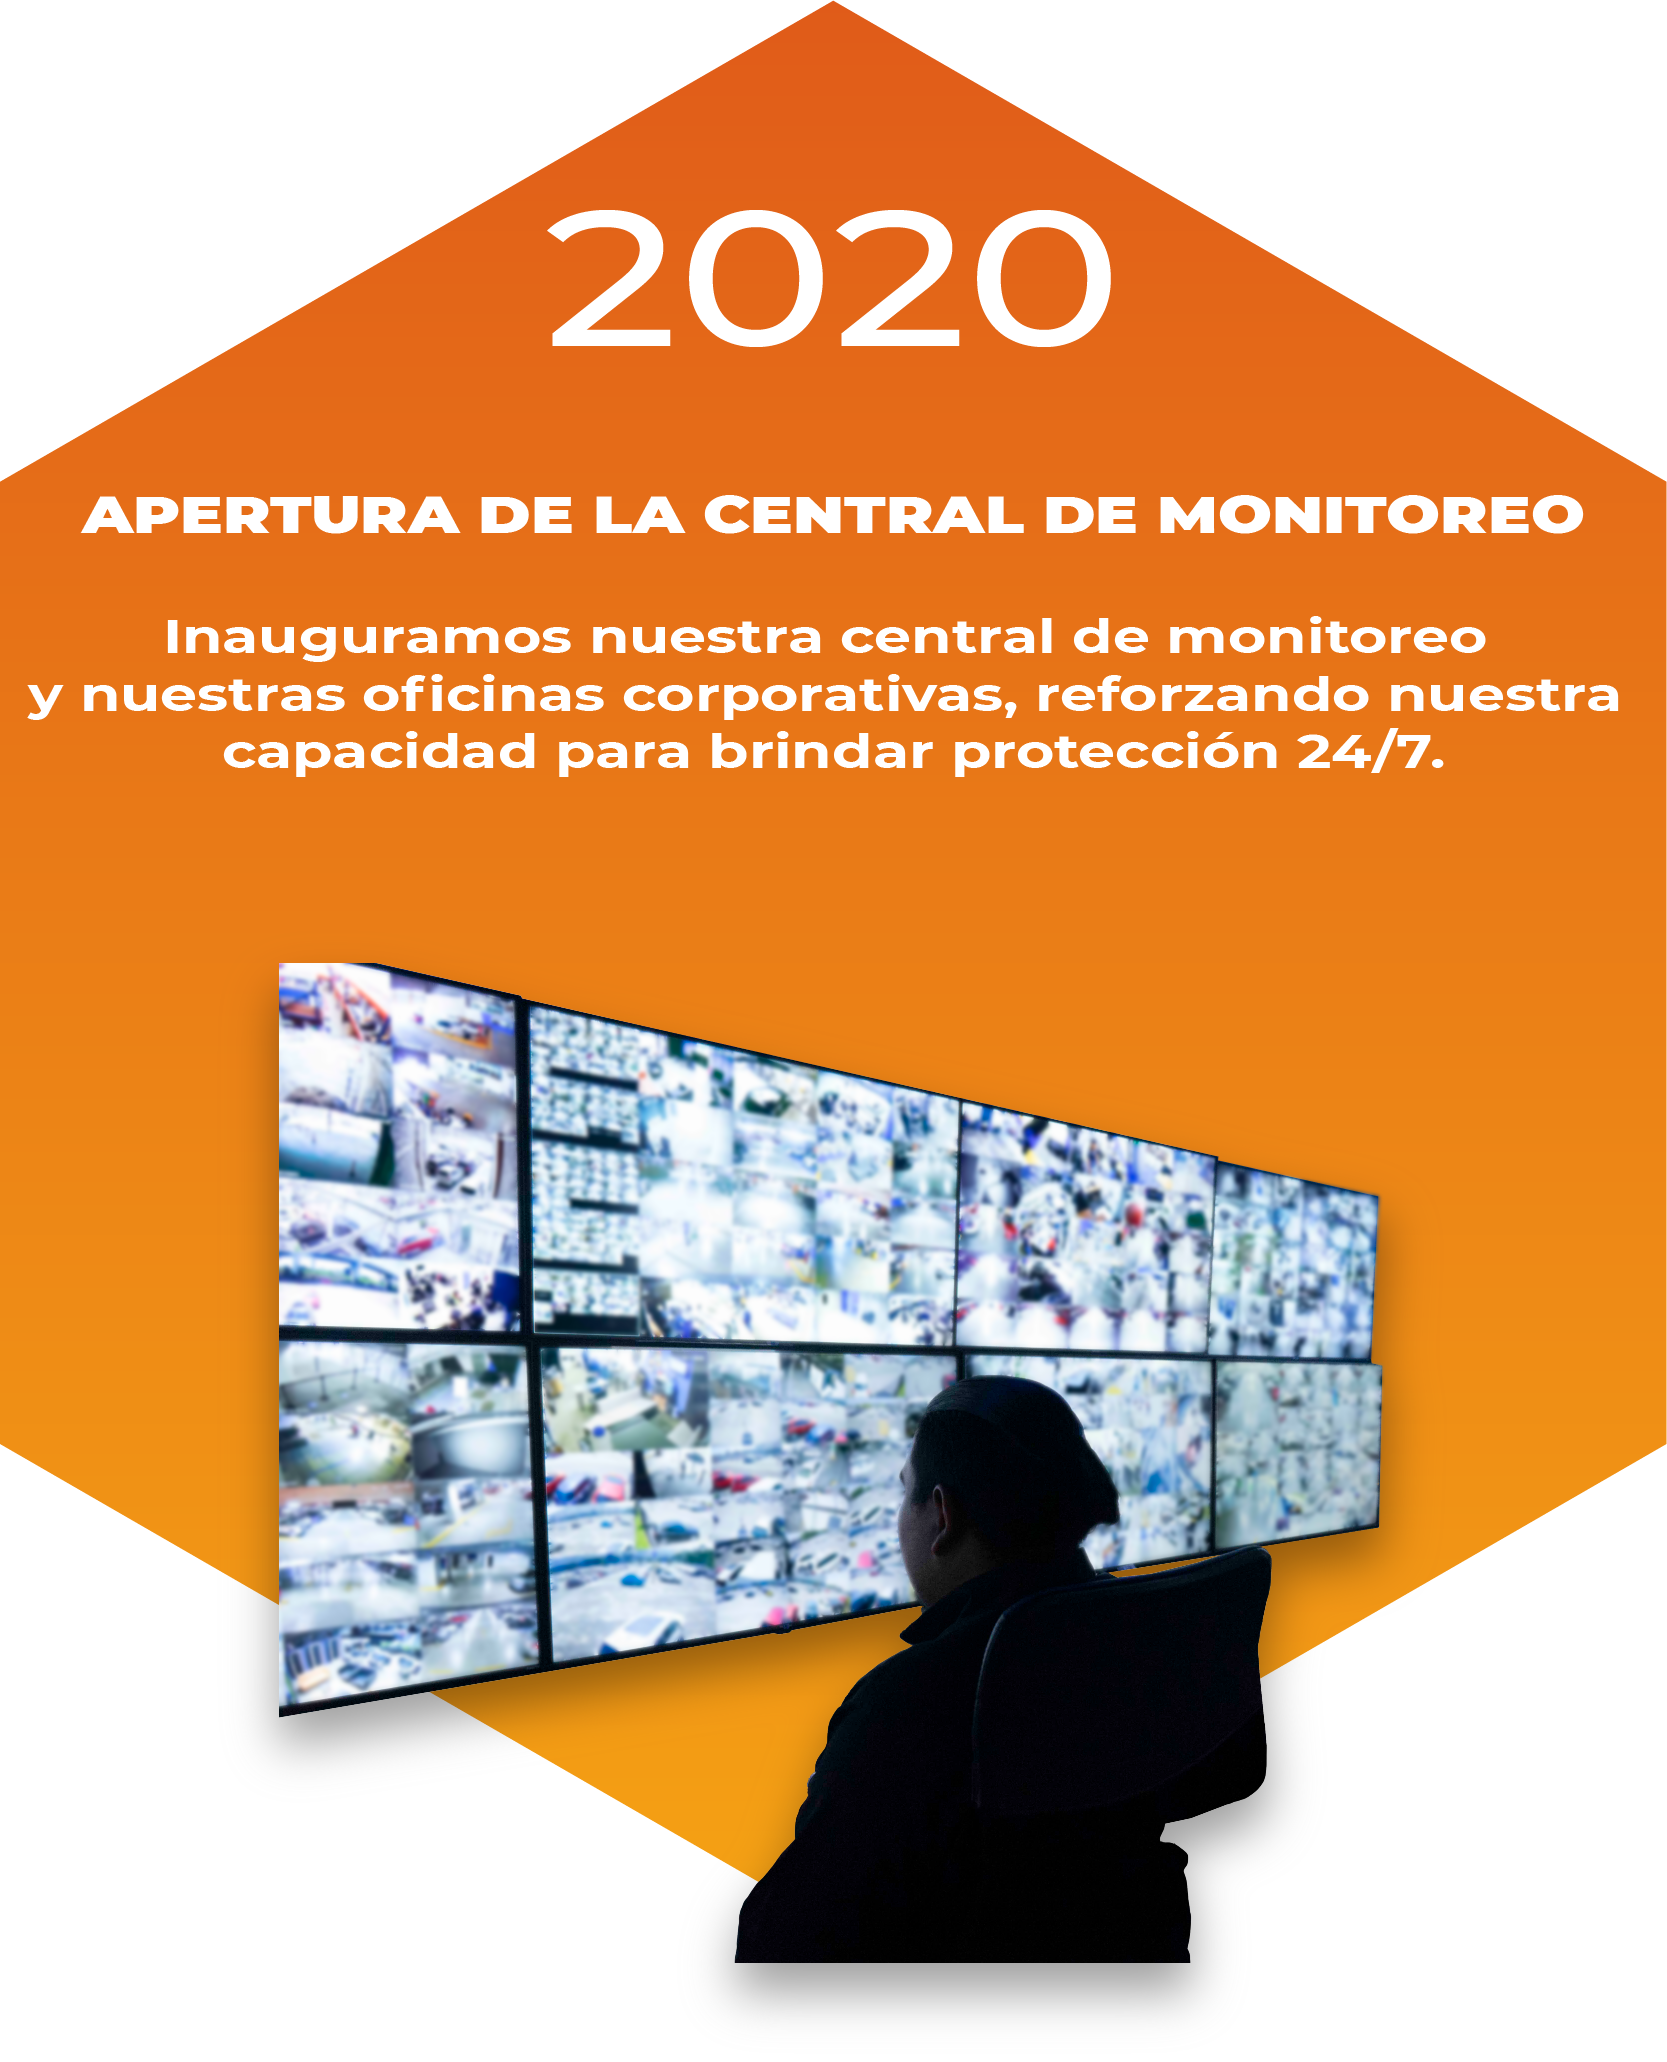 2020
APERTURA DE LA CENTRAL DE MONITOREO
Inauguramos nuestra central de monitoreo
y nuestras oficinas corporativas, reforzando nuestra
capacidad para brindar protección 24/7.